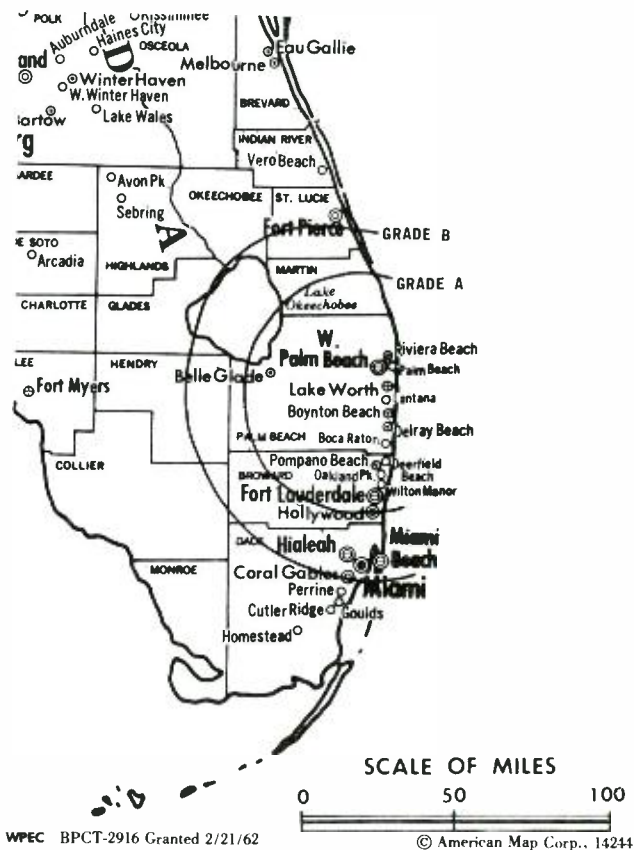 POLK
Kissimmee
Auburndale
Haines City
OSCEOLA
Eau Gallie
Melbourne
and
D
Winter Haven
W. Winter Haven
Bartow
Lake Wales
BREVARD
rg
INDIAN RIVER
Vero Beach
ARDEE
Avon Pk
Sebring
OKEECHOBEE
ST. LUCIE
Fort Pierce
GRADE B
DE SOTO
Arcadia
A
HIGHLANDS
MARTIN
GRADE A
CHARLOTTE
GLADES
Lake
Okeechobee
W.
Palm Beach
Riviera Beach
Palm Beach
LEE
HENDRY
Belle Glade
Fort Myers
Lake Worth
Lantana
Boynton Beach
Delray Beach
PALM BEACH
Boca Raton
COLLIER
Pompano Beach
Deerfield
Beach
BROWARD
Oakland Pk.
Fort Lauderdale
Wilton Manor
Hollywood
DADE
Hialeah
Miami
Beach
MONROE
Coral Gables
Miami
Perrine
Cutler Ridge
Goulds
Homestead
SCALE OF MILES
0 50 100
WPEC BPCT-2916 Granted 2/21/62
© American Map Corp., 14244